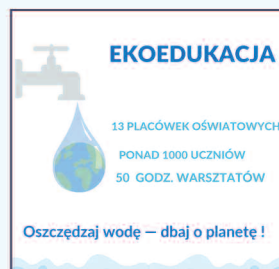 EKOEDUKACJA
13 PLACÓWEK OŚWIATOWYCH
PONAD 1000 UCZNIÓW
50 GODZ. WARSZTATÓW
Oszczędzaj wodę — dbaj o planetę !